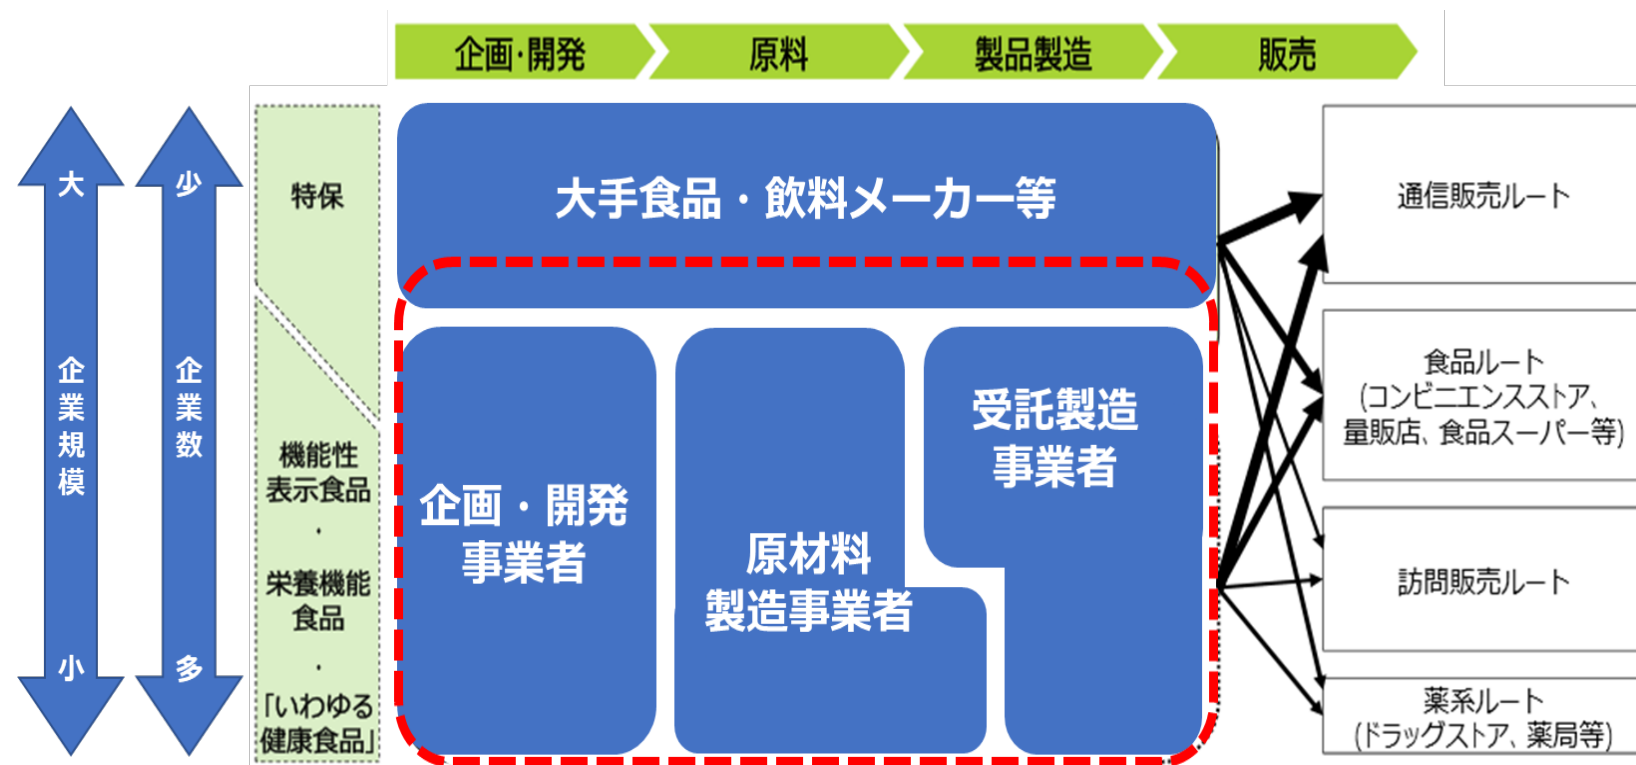 企画・開発
原料
製品製造
販売
大
企業規模
小
少
企業数
多
特保
機能性
表示食品
・
栄養機能
食品
・
「いわゆる
健康食品」
大手食品・飲料メーカー等
企画・開発
事業者
原材料
製造事業者
受託製造
事業者
通信販売ルート
食品ルート
(コンビニエンスストア、
量販店、食品スーパー等)
訪問販売ルート
薬系ルート
(ドラッグストア、薬局等)